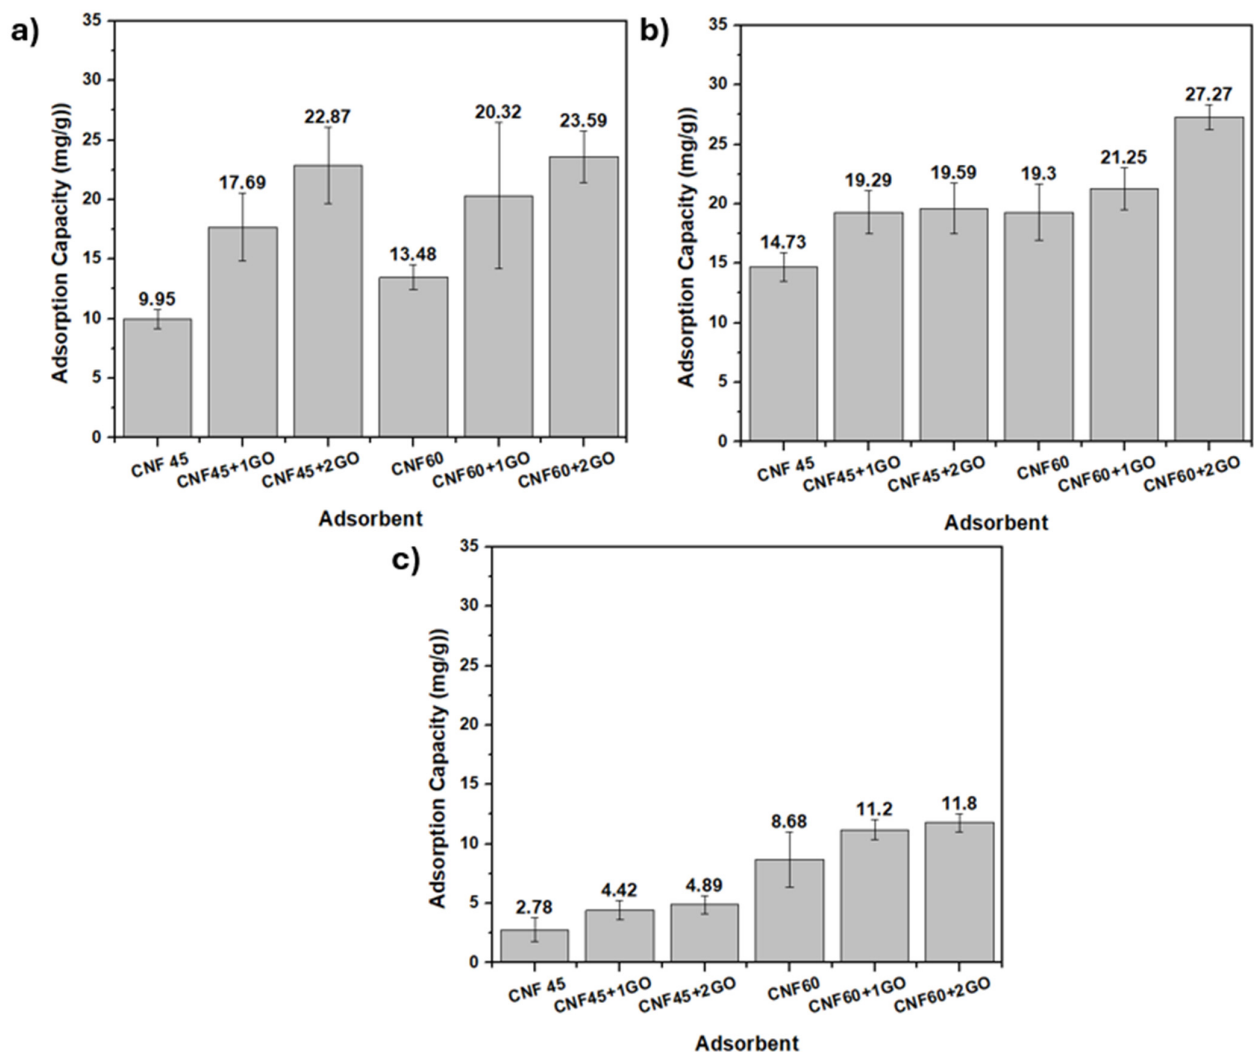 a)
Adsorption Capacity (mg/g))
35
30
25
20
15
10
5
0
9.95
17.69
22.87
13.48
20.32
23.59
CNF 45
CNF45+1GO
CNF45+2GO
CNF60
CNF60+1GO
CNF60+2GO
Adsorbent
b)
Adsorption Capacity (mg/g))
35
30
25
20
15
10
5
0
14.73
19.29
19.59
19.3
21.25
27.27
CNF 45
CNF45+1GO
CNF45+2GO
CNF60
CNF60+1GO
CNF60+2GO
Adsorbent
c)
Adsorption Capacity (mg/g))
35
30
25
20
15
10
5
0
2.78
4.42
4.89
8.68
11.2
11.8
CNF 45
CNF45+1GO
CNF45+2GO
CNF60
CNF60+1GO
CNF60+2GO
Adsorbent